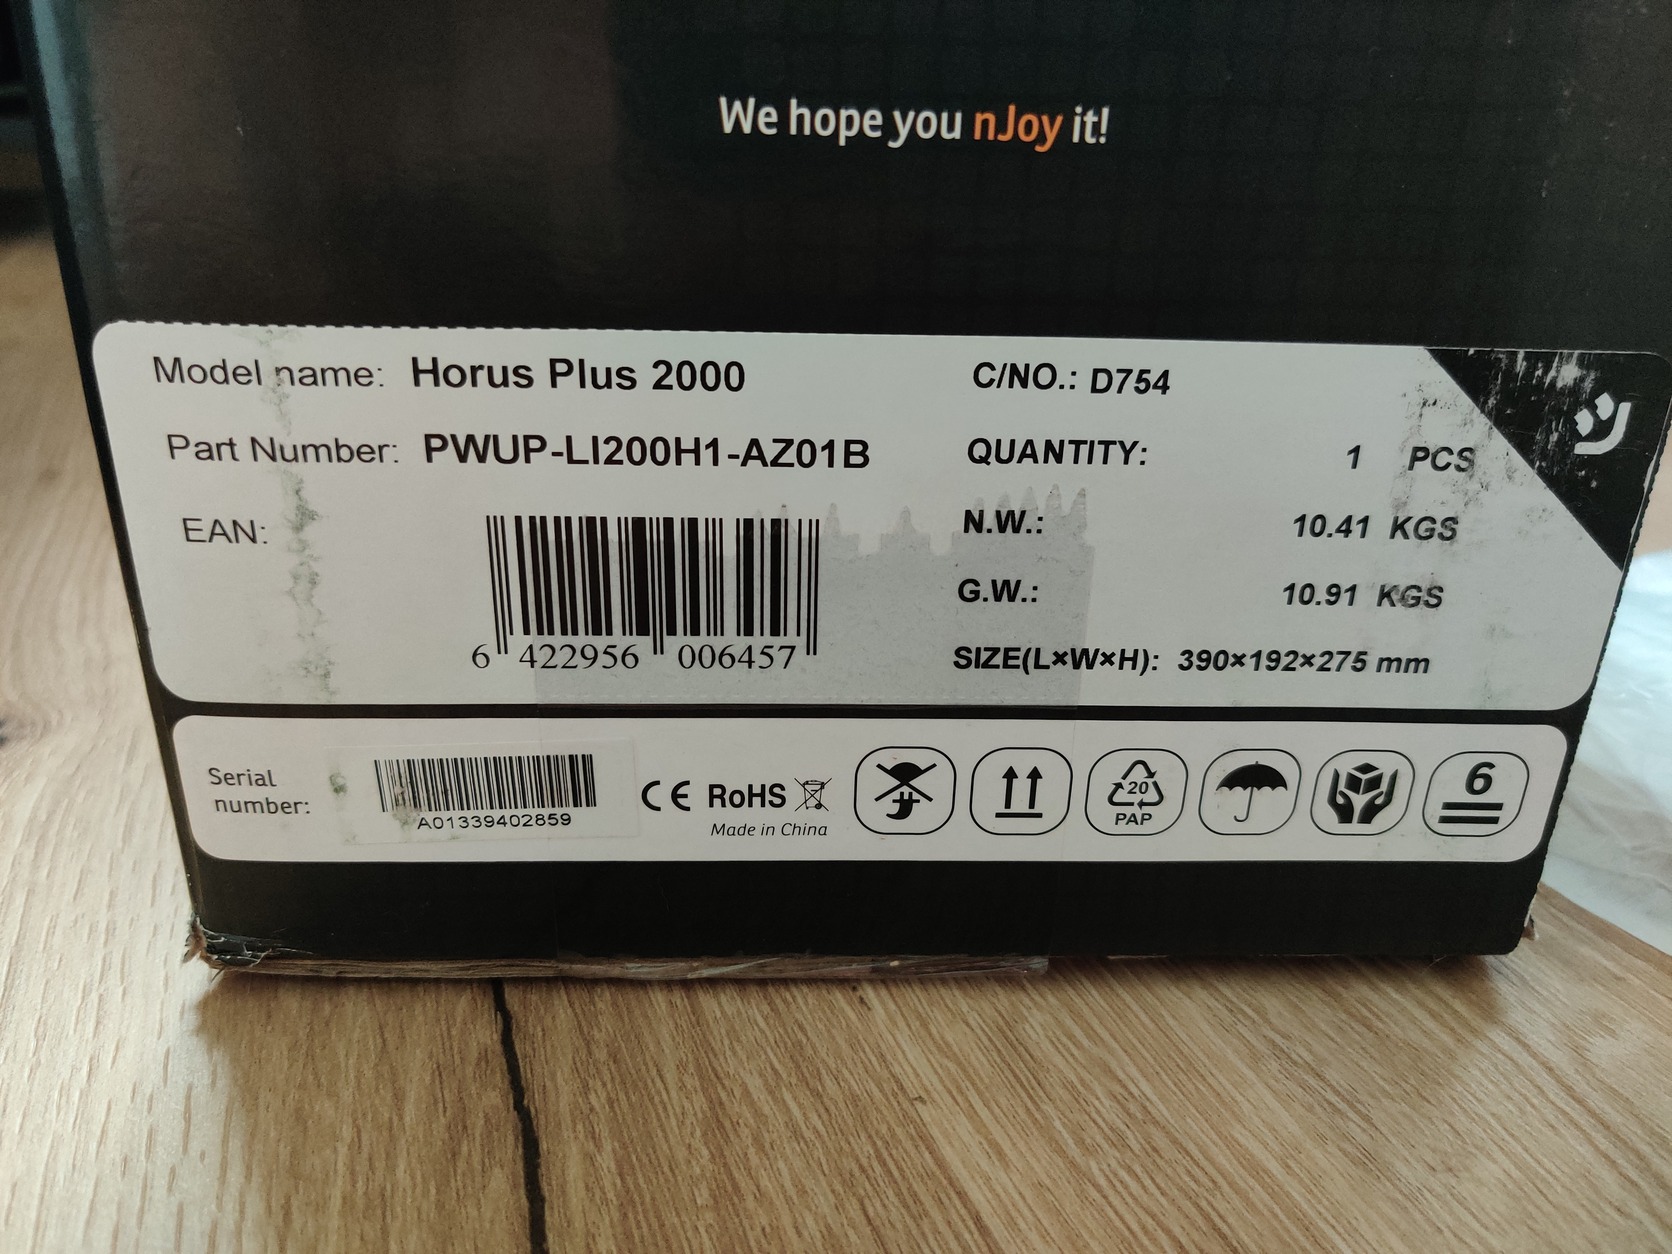 We hope you nJoy it!
Model name: Horus Plus 2000
Part Number: PWUP-LI200H1-AZ01B
EAN:
6 422956 006457
C/NO.: D754
QUANTITY: 1 PCS
N.W.: 10.41 KGS
G.W.: 10.91 KGS
SIZE(L×W×H): 390×192×275 mm
Serial
number:
A01339402859
CE RoHS
Made in China
20
PAP
6